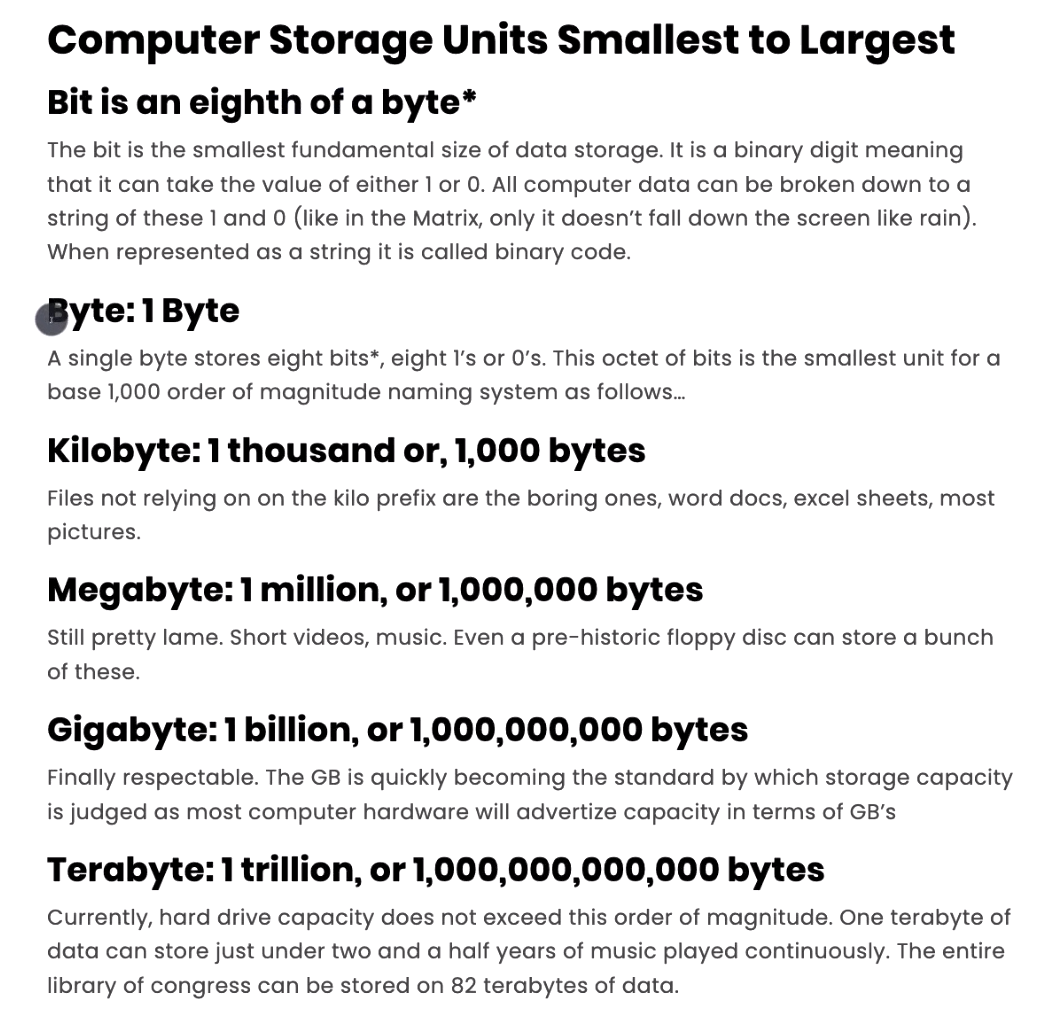 Computer Storage Units Smallest to Largest
Bit is an eighth of a byte*
The bit is the smallest fundamental size of data storage. It is a binary digit meaning
that it can take the value of either 1 or 0. All computer data can be broken down to a
string of these 1 and 0 (like in the Matrix, only it doesn’t fall down the screen like rain).
When represented as a string it is called binary code.
Byte: 1 Byte
A single byte stores eight bits*, eight 1’s or 0’s. This octet of bits is the smallest unit for a
base 1,000 order of magnitude naming system as follows…
Kilobyte: 1 thousand or, 1,000 bytes
Files not relying on on the kilo prefix are the boring ones, word docs, excel sheets, most
pictures.
Megabyte: 1 million, or 1,000,000 bytes
Still pretty lame. Short videos, music. Even a pre-historic floppy disc can store a bunch
of these.
Gigabyte: 1 billion, or 1,000,000,000 bytes
Finally respectable. The GB is quickly becoming the standard by which storage capacity
is judged as most computer hardware will advertize capacity in terms of GB’s
Terabyte: 1 trillion, or 1,000,000,000,000 bytes
Currently, hard drive capacity does not exceed this order of magnitude. One terabyte of
data can store just under two and a half years of music played continuously. The entire
library of congress can be stored on 82 terabytes of data.